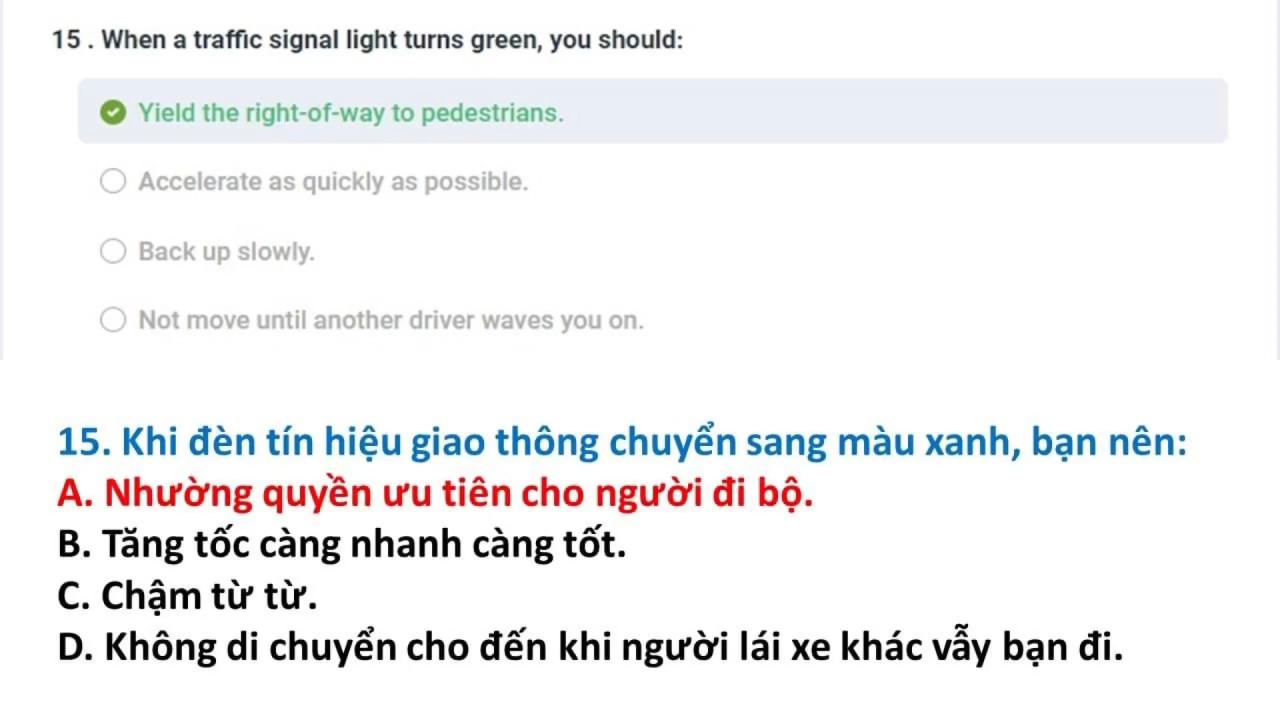 15 . When a traffic signal light turns green, you should:
Yield the right-of-way to pedestrians.
Accelerate as quickly as possible.
Back up slowly.
Not move until another driver waves you on.
15. Khi đèn tín hiệu giao thông chuyển sang màu xanh, bạn nên:
A. Nhường quyền ưu tiên cho người đi bộ.
B. Tăng tốc càng nhanh càng tốt.
C. Chậm từ từ.
D. Không di chuyển cho đến khi người lái xe khác vẫy bạn đi.